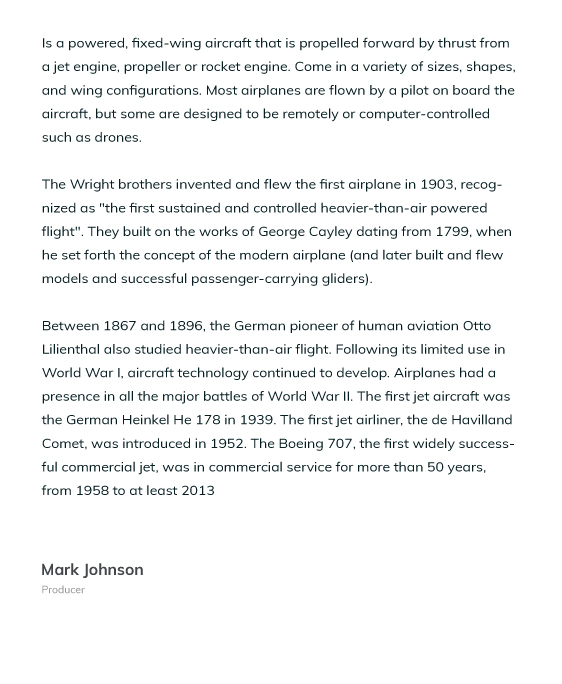 Is a powered, fixed-wing aircraft that is propelled forward by thrust from
a jet engine, propeller or rocket engine. Come in a variety of sizes, shapes,
and wing configurations. Most airplanes are flown by a pilot on board the
aircraft, but some are designed to be remotely or computer-controlled
such as drones.

The Wright brothers invented and flew the first airplane in 1903, recog-
nized as "the first sustained and controlled heavier-than-air powered
flight". They built on the works of George Cayley dating from 1799, when
he set forth the concept of the modern airplane (and later built and flew
models and successful passenger-carrying gliders).

Between 1867 and 1896, the German pioneer of human aviation Otto
Lilienthal also studied heavier-than-air flight. Following its limited use in
World War I, aircraft technology continued to develop. Airplanes had a
presence in all the major battles of World War II. The first jet aircraft was
the German Heinkel He 178 in 1939. The first jet airliner, the de Havilland
Comet, was introduced in 1952. The Boeing 707, the first widely success-
ful commercial jet, was in commercial service for more than 50 years,
from 1958 to at least 2013

Mark Johnson
Producer